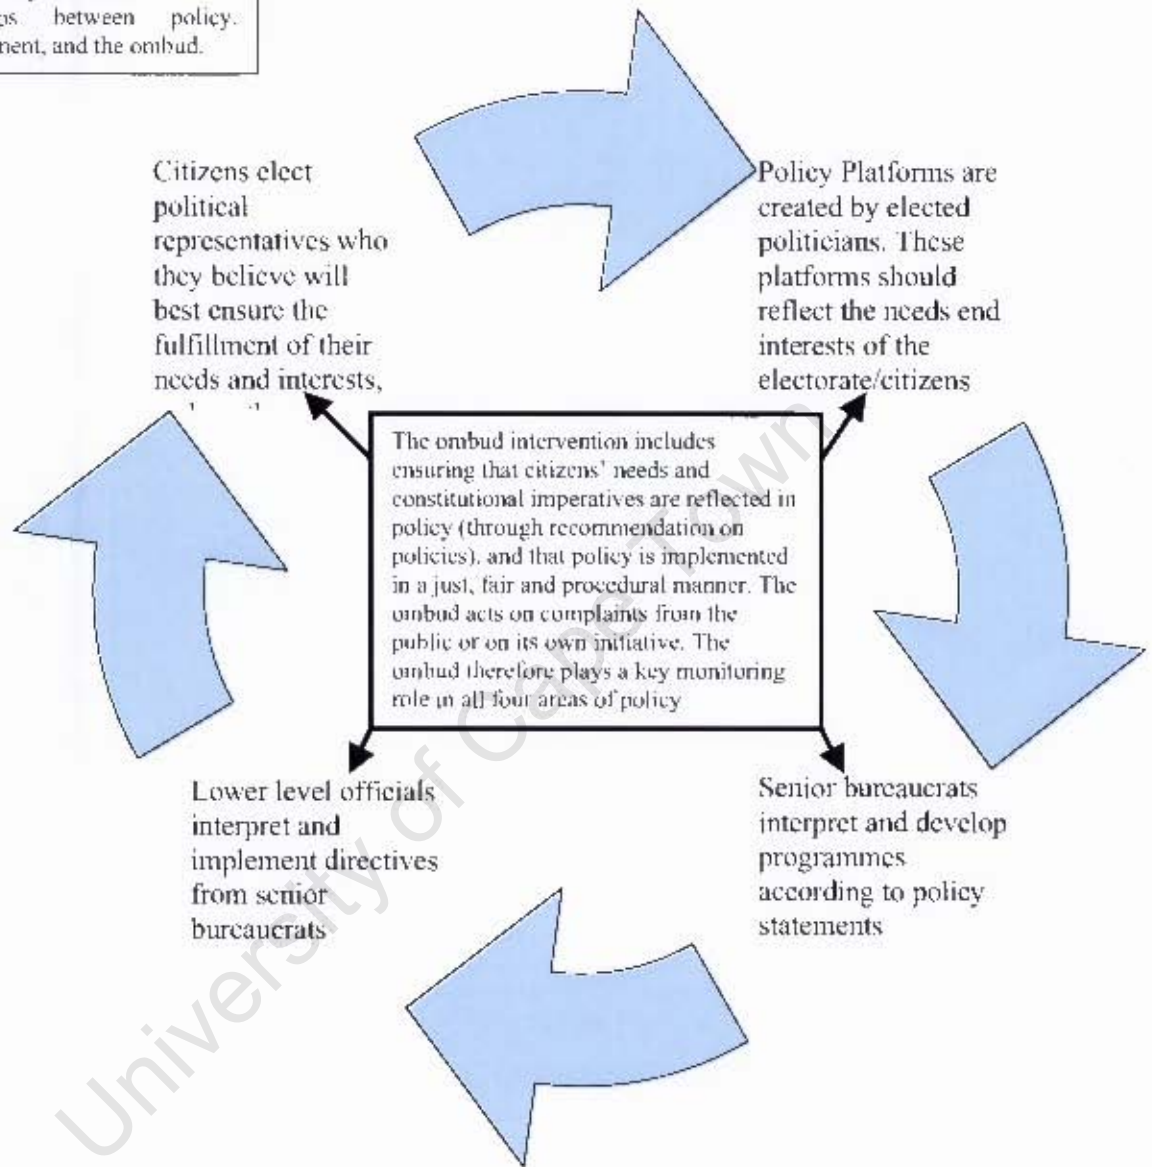 between policy.
and the ombud.
Citizens elect
political
representatives who
they believe will
best ensure the
fulfillment of their
needs and interests,
Policy Platforms are
created by elected
politicians. These
platforms should
reflect the needs end
interests of the
electorate/citizens
The ombud intervention includes
ensuring that citizens' needs and
constitutional imperatives are reflected in
policy (through recommendation on
policies), and that policy is implemented
in a just, fair and procedural manner. The
ombud acts on complaints from the
public or on its own initiative. The
ombud therefore plays a key monitoring
role in all four areas of policy
Lower level officials
interpret and
implement directives
from senior
bureaucrats
Senior bureaucrats
interpret and develop
programmes
according to policy
statements
University of Cape Town